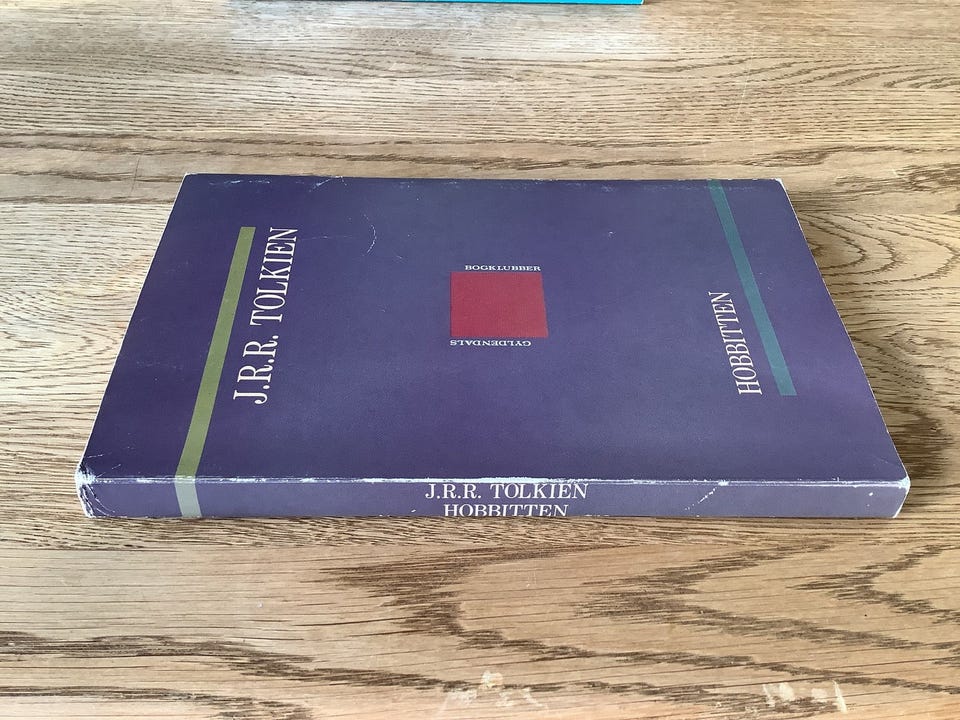 J.R.R. TOLKIEN
BOGKLUBBER
GYLDENDALS
HOBBITTEN
J.R.R. TOLKIEN
HOBBITTEN